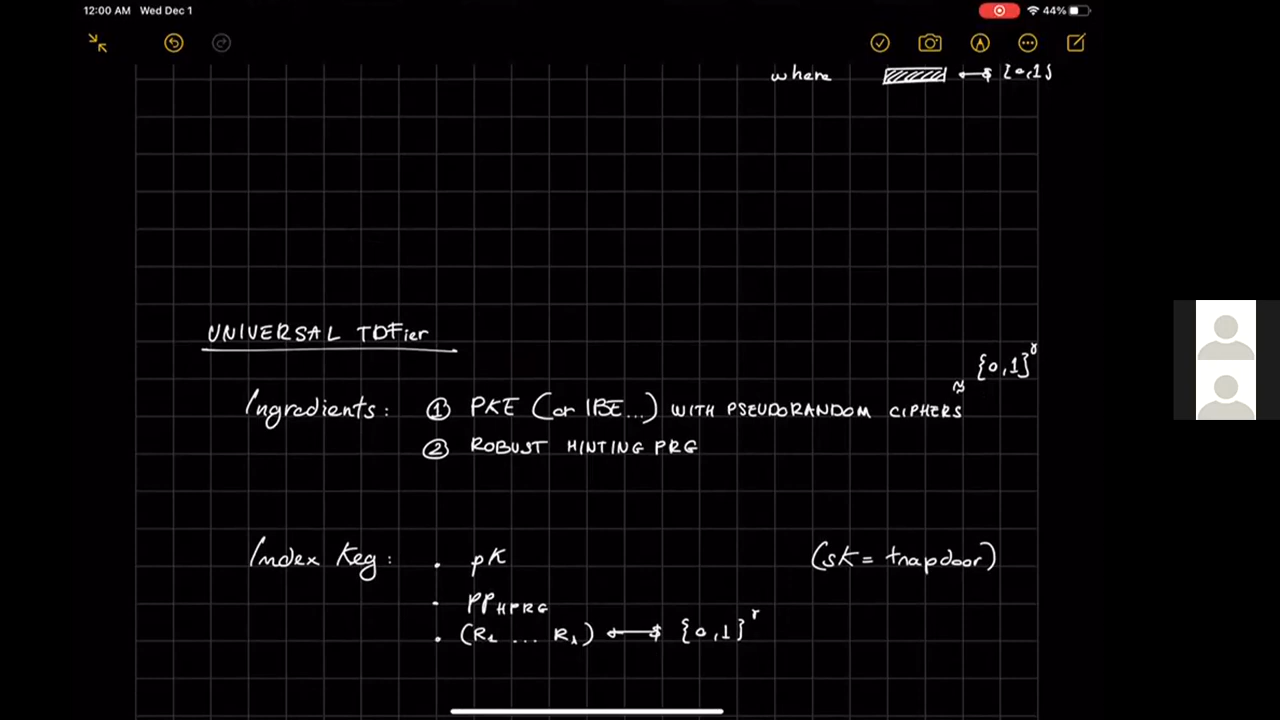 12:00 AM Wed Dec 1 44%
where ⟷$ {0,1}
UNIVERSAL TDFier
Ingredients: ① PKE (or IBE...) WITH PSEUDORANDOM CIPHERS ≈ {0,1}^γ
② ROBUST HINTING PRG
Index Key: · pK (sK = trapdoor)
· PP_HPRG
· (R₁ ... R_λ) ⟷$ {0,1}^γ